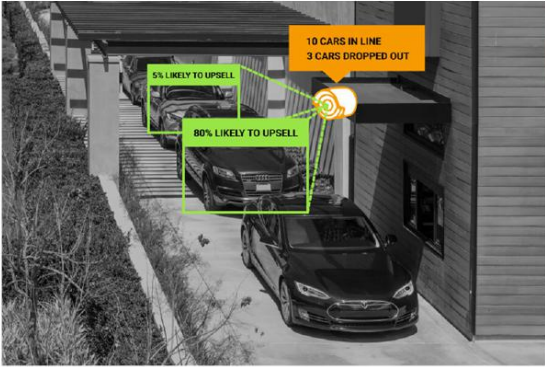 10 CARS IN LINE
3 CARS DROPPED OUT
5% LIKELY TO UPSELL
80% LIKELY TO UPSELL